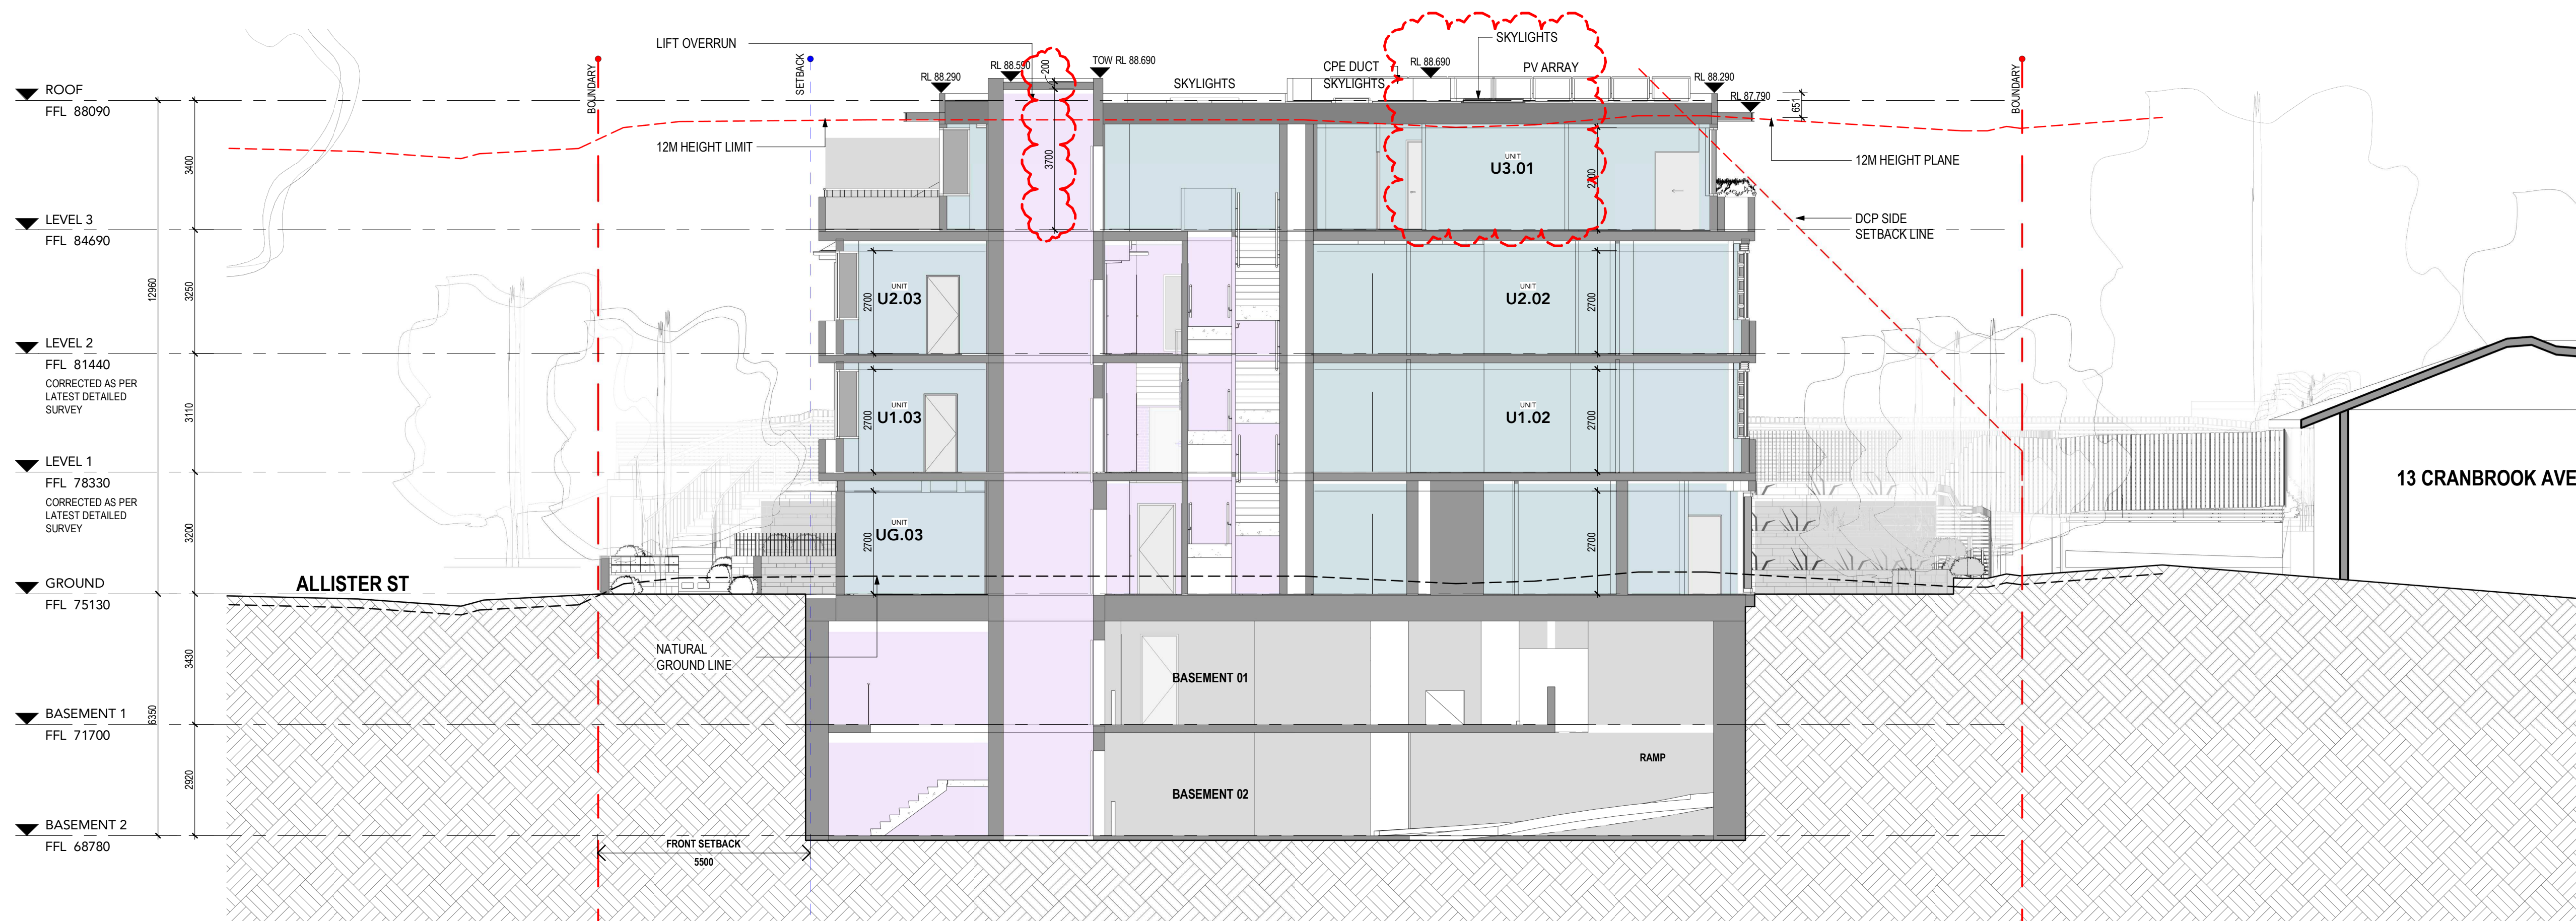 LIFT OVERRUN
SETBACK
BOUNDARY
RL 88.290
RL 88.590
200
TOW RL 88.690
SKYLIGHTS
CPE DUCT
SKYLIGHTS
RL 88.690
SKYLIGHTS
PV ARRAY
RL 88.290
RL 87.790
651
BOUNDARY
ROOF
FFL 88090
12M HEIGHT LIMIT
12M HEIGHT PLANE
3400
3700
UNIT
U3.01
DCP SIDE
SETBACK LINE
LEVEL 3
FFL 84690
12960
3250
2700
UNIT
U2.03
UNIT
U2.02
2700
LEVEL 2
FFL 81440
CORRECTED AS PER
LATEST DETAILED
SURVEY
3110
2700
UNIT
U1.03
UNIT
U1.02
2700
LEVEL 1
FFL 78330
CORRECTED AS PER
LATEST DETAILED
SURVEY
13 CRANBROOK AVE
3200
2700
UNIT
UG.03
2700
GROUND
FFL 75130
ALLISTER ST
NATURAL
GROUND LINE
3430
BASEMENT 01
BASEMENT 1
FFL 71700
6350
2920
BASEMENT 02
RAMP
BASEMENT 2
FFL 68780
FRONT SETBACK
5500